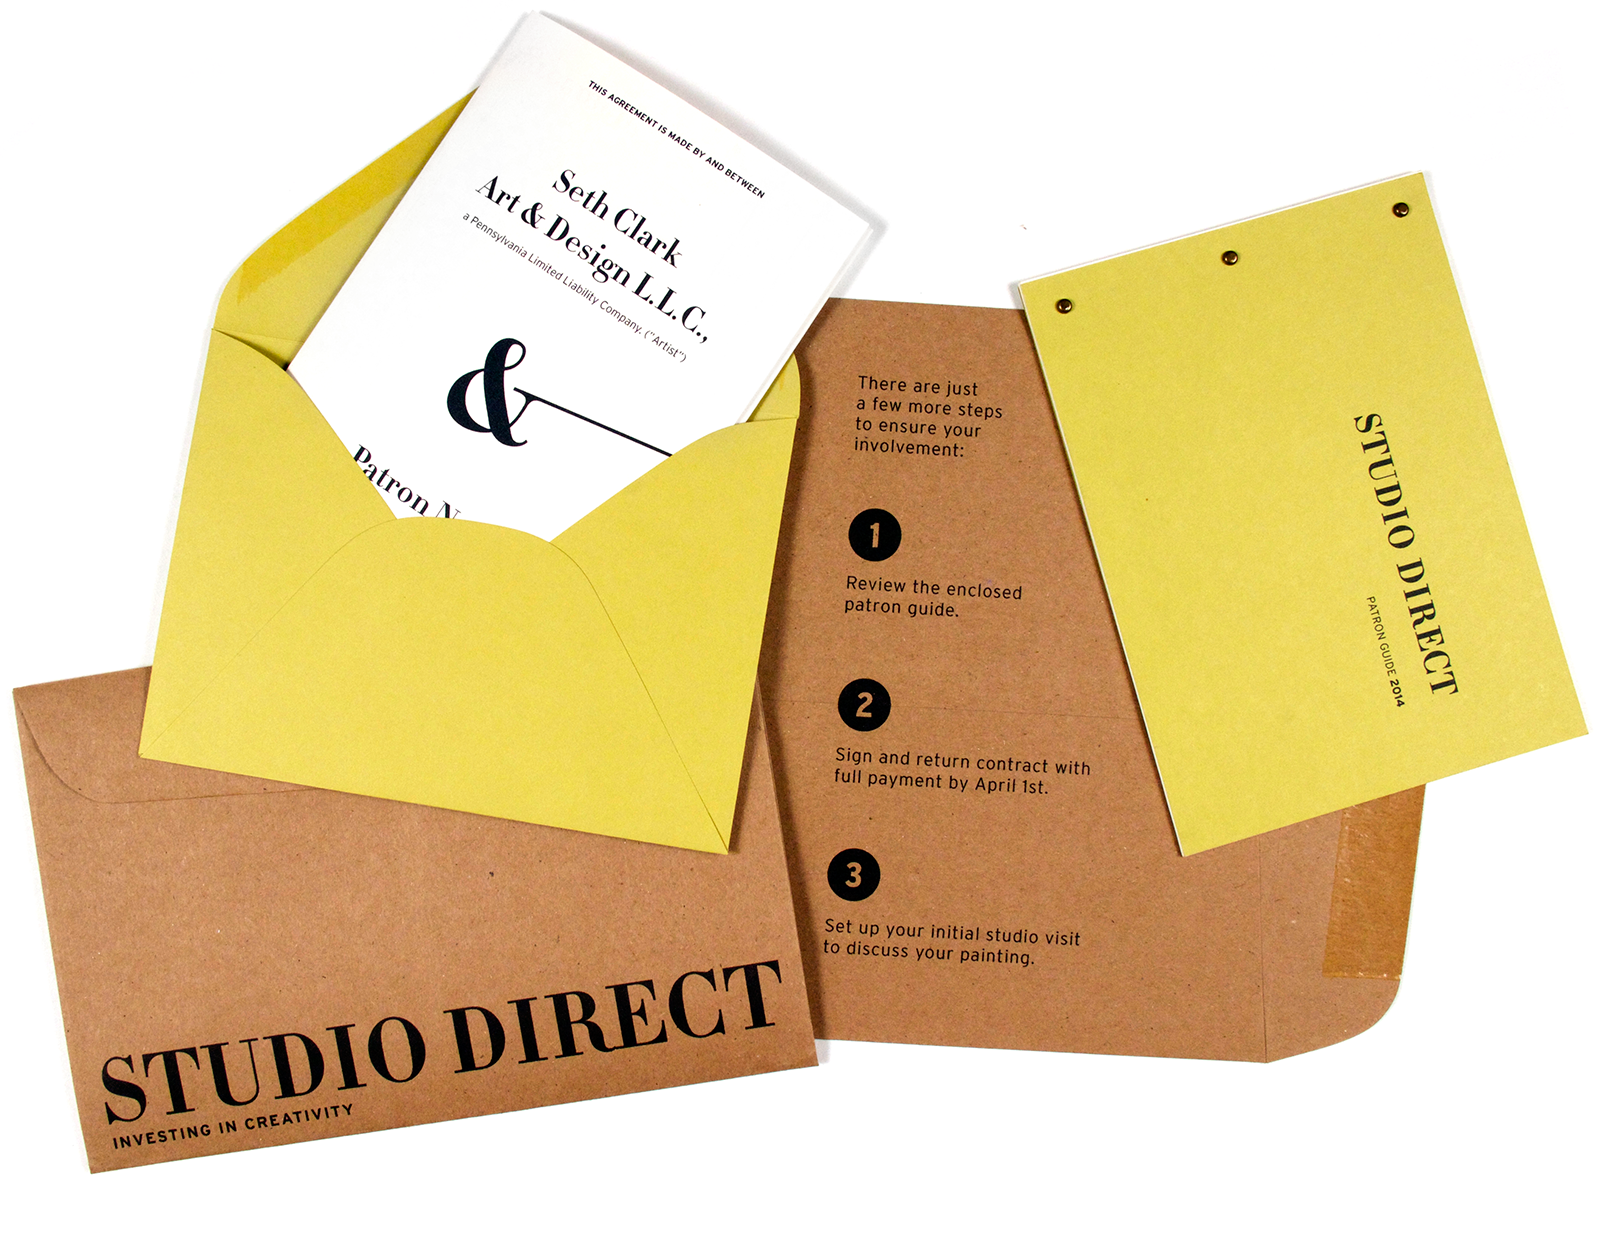 THIS AGREEMENT IS MADE BY AND BETWEEN
Seth Clark
Art & Design L.L.C.,
a Pennsylvania Limited Liability Company, ("Artist")
&
Patron
There are just
a few more steps
to ensure your
involvement:
1
Review the enclosed
patron guide.
2
Sign and return contract with
full payment by April 1st.
3
Set up your initial studio visit
to discuss your painting.
STUDIO DIRECT
PATRON GUIDE 2014
STUDIO DIRECT
INVESTING IN CREATIVITY